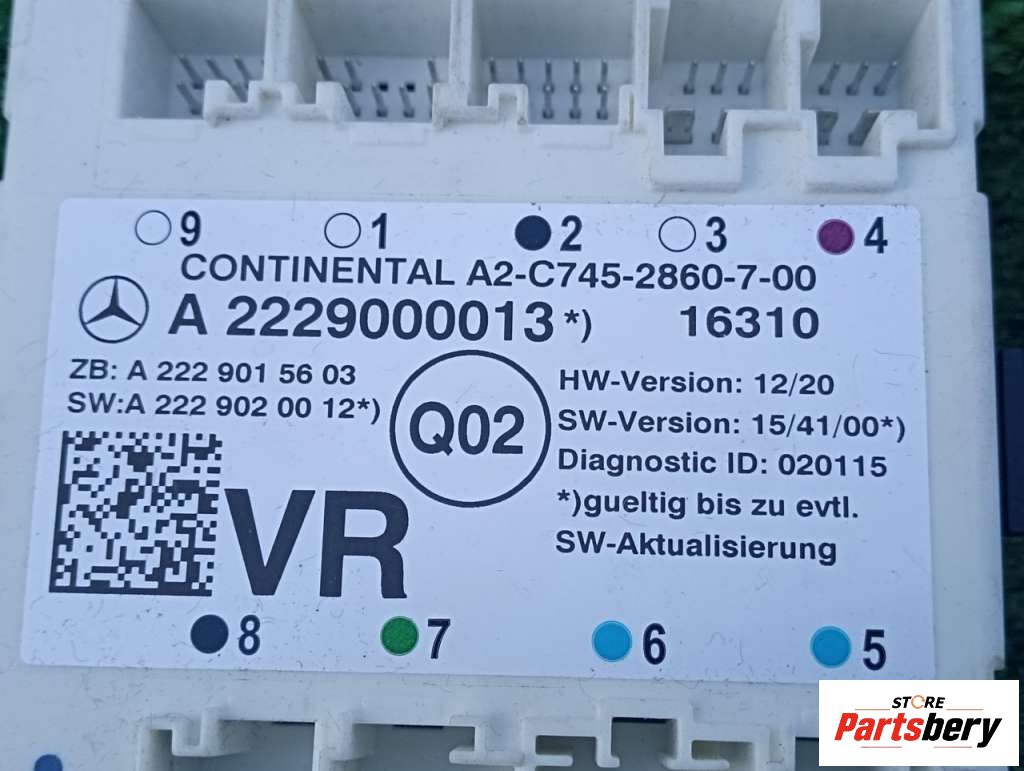 9 1 2 3 4
CONTINENTAL A2-C745-2860-7-00
A 2229000013*) 16310
ZB: A 222 901 56 03
SW:A 222 902 00 12*)
Q02
HW-Version: 12/20
SW-Version: 15/41/00*)
Diagnostic ID: 020115
*)gueltig bis zu evtl.
SW-Aktualisierung
VR
8 7 6 5
STORE
Partsbery